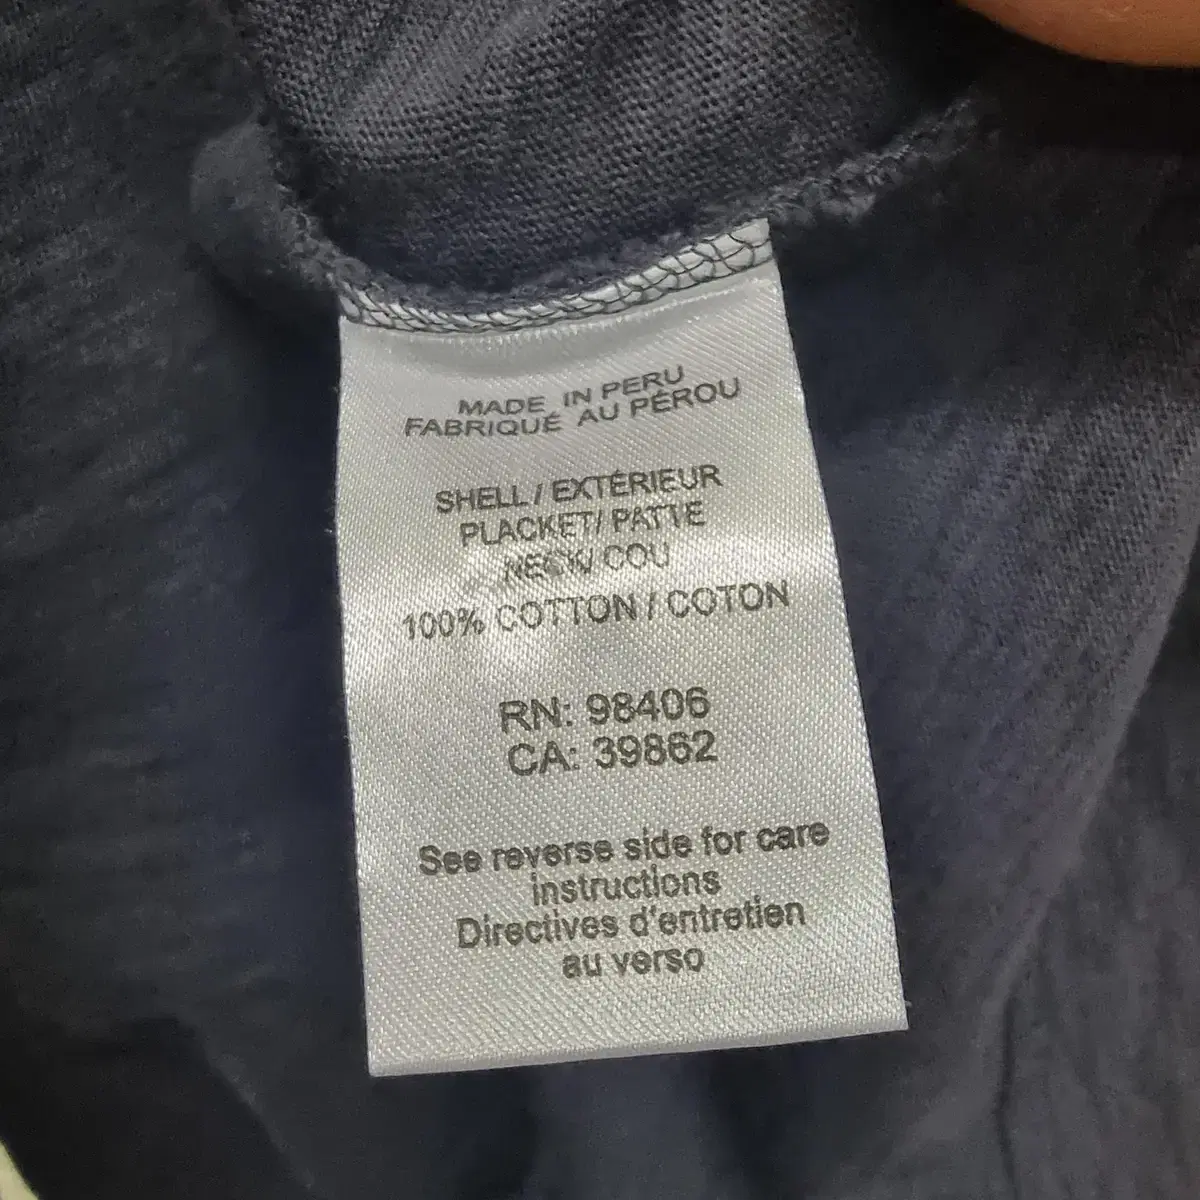 MADE IN PERU
FABRIQUÉ AU PÉROU
SHELL / EXTÉRIEUR
PLACKET/ PATTE
NECK/ COU
100% COTTON / COTON
RN: 98406
CA: 39862
See reverse side for care
instructions
Directives d'entretien
au verso